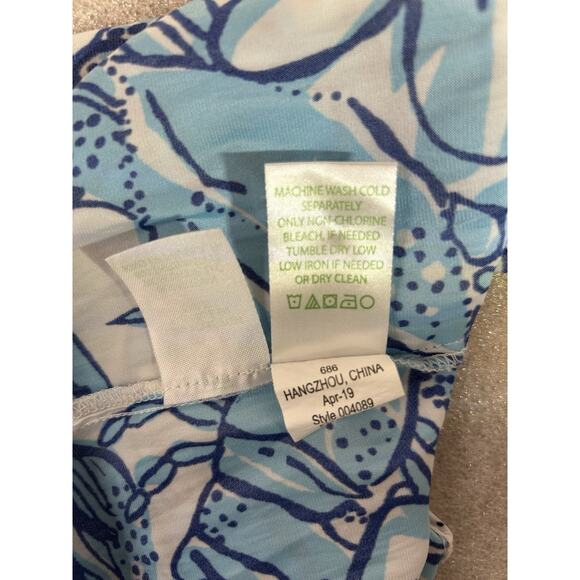 MACHINE WASH COLD
SEPARATELY
ONLY NON-CHLORINE
BLEACH, IF NEEDED
TUMBLE DRY LOW
LOW IRON IF NEEDED
OR DRY CLEAN
686
HANGZHOU, CHINA
Apr-19
Style 004089